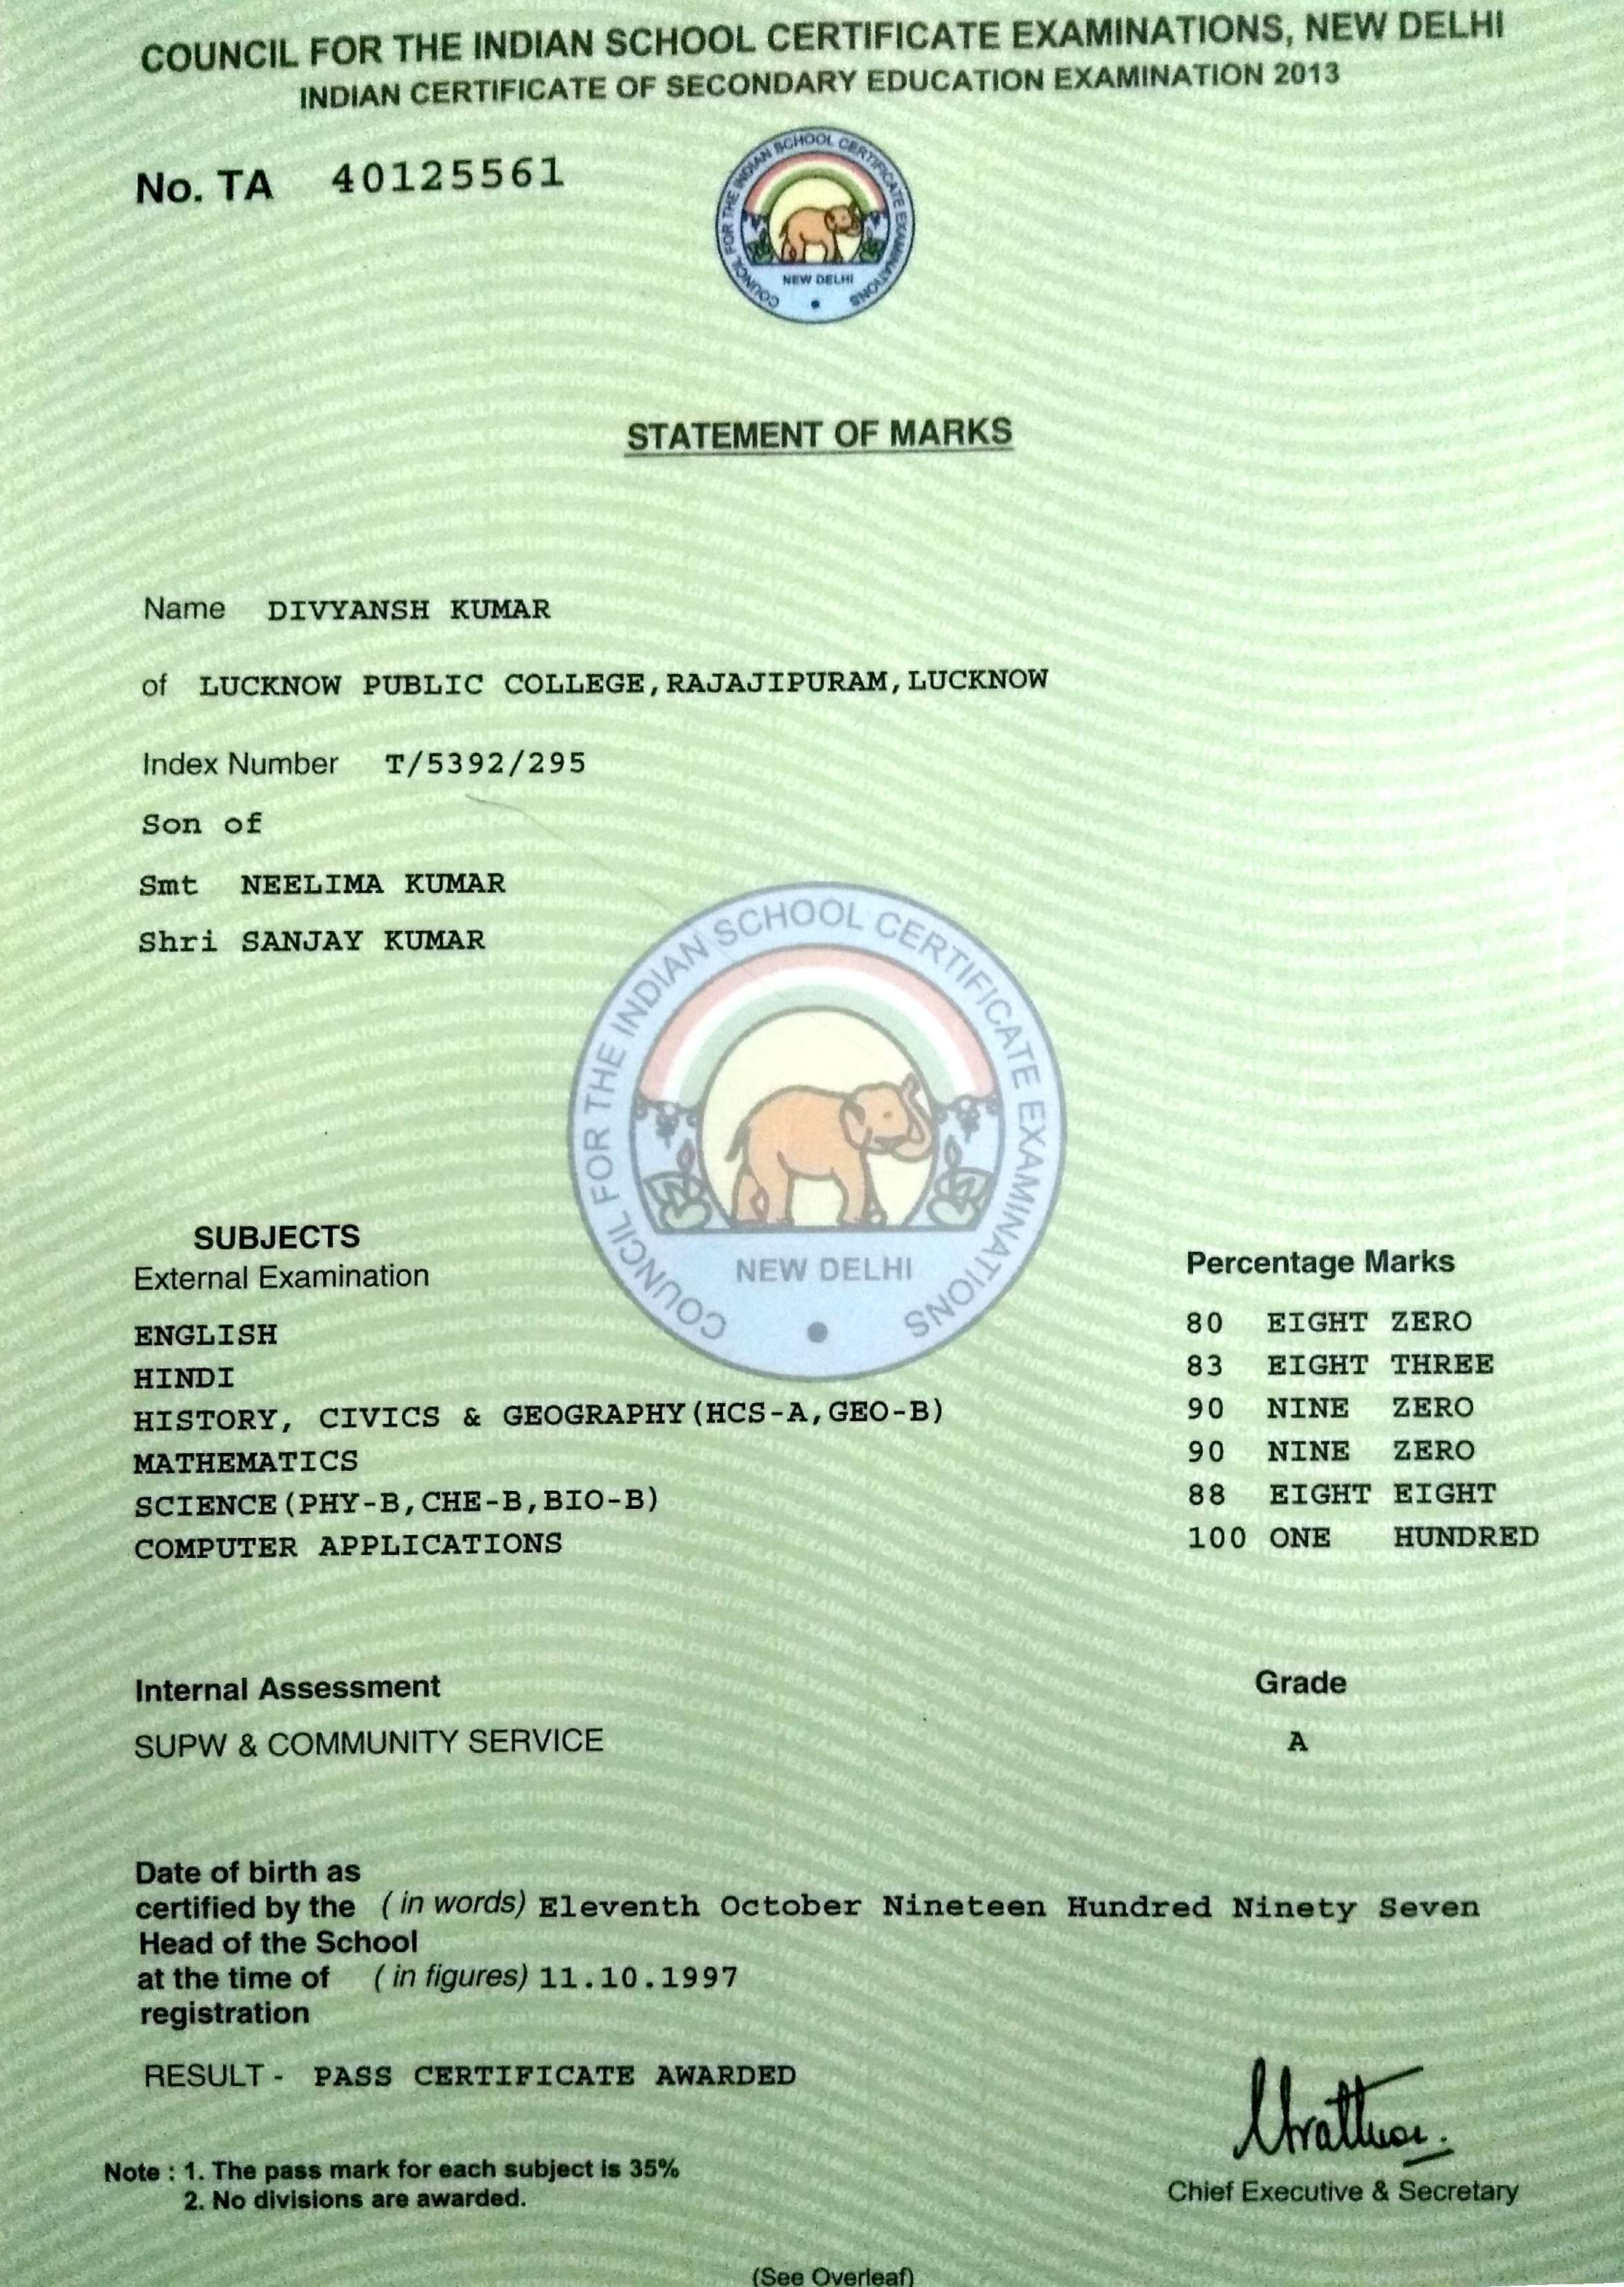 COUNCIL FOR THE INDIAN SCHOOL CERTIFICATE EXAMINATIONS, NEW DELHI
INDIAN CERTIFICATE OF SECONDARY EDUCATION EXAMINATION 2013
No. TA 40125561
COUNCIL FOR THE INDIAN SCHOOL CERTIFICATE EXAMINATIONS
NEW DELHI
STATEMENT OF MARKS
Name DIVYANSH KUMAR
of LUCKNOW PUBLIC COLLEGE,RAJAJIPURAM,LUCKNOW
Index Number T/5392/295
Son of
Smt NEELIMA KUMAR
Shri SANJAY KUMAR
COUNCIL FOR THE INDIAN SCHOOL CERTIFICATE EXAMINATIONS
NEW DELHI
SUBJECTS
External Examination Percentage Marks
ENGLISH 80 EIGHT ZERO
HINDI 83 EIGHT THREE
HISTORY, CIVICS & GEOGRAPHY(HCS-A,GEO-B) 90 NINE ZERO
MATHEMATICS 90 NINE ZERO
SCIENCE(PHY-B,CHE-B,BIO-B) 88 EIGHT EIGHT
COMPUTER APPLICATIONS 100 ONE HUNDRED
Internal Assessment Grade
SUPW & COMMUNITY SERVICE A
Date of birth as
certified by the (in words) Eleventh October Nineteen Hundred Ninety Seven
Head of the School
at the time of (in figures) 11.10.1997
registration
RESULT - PASS CERTIFICATE AWARDED
Note : 1. The pass mark for each subject is 35%
2. No divisions are awarded.
Chief Executive & Secretary
(See Overleaf)